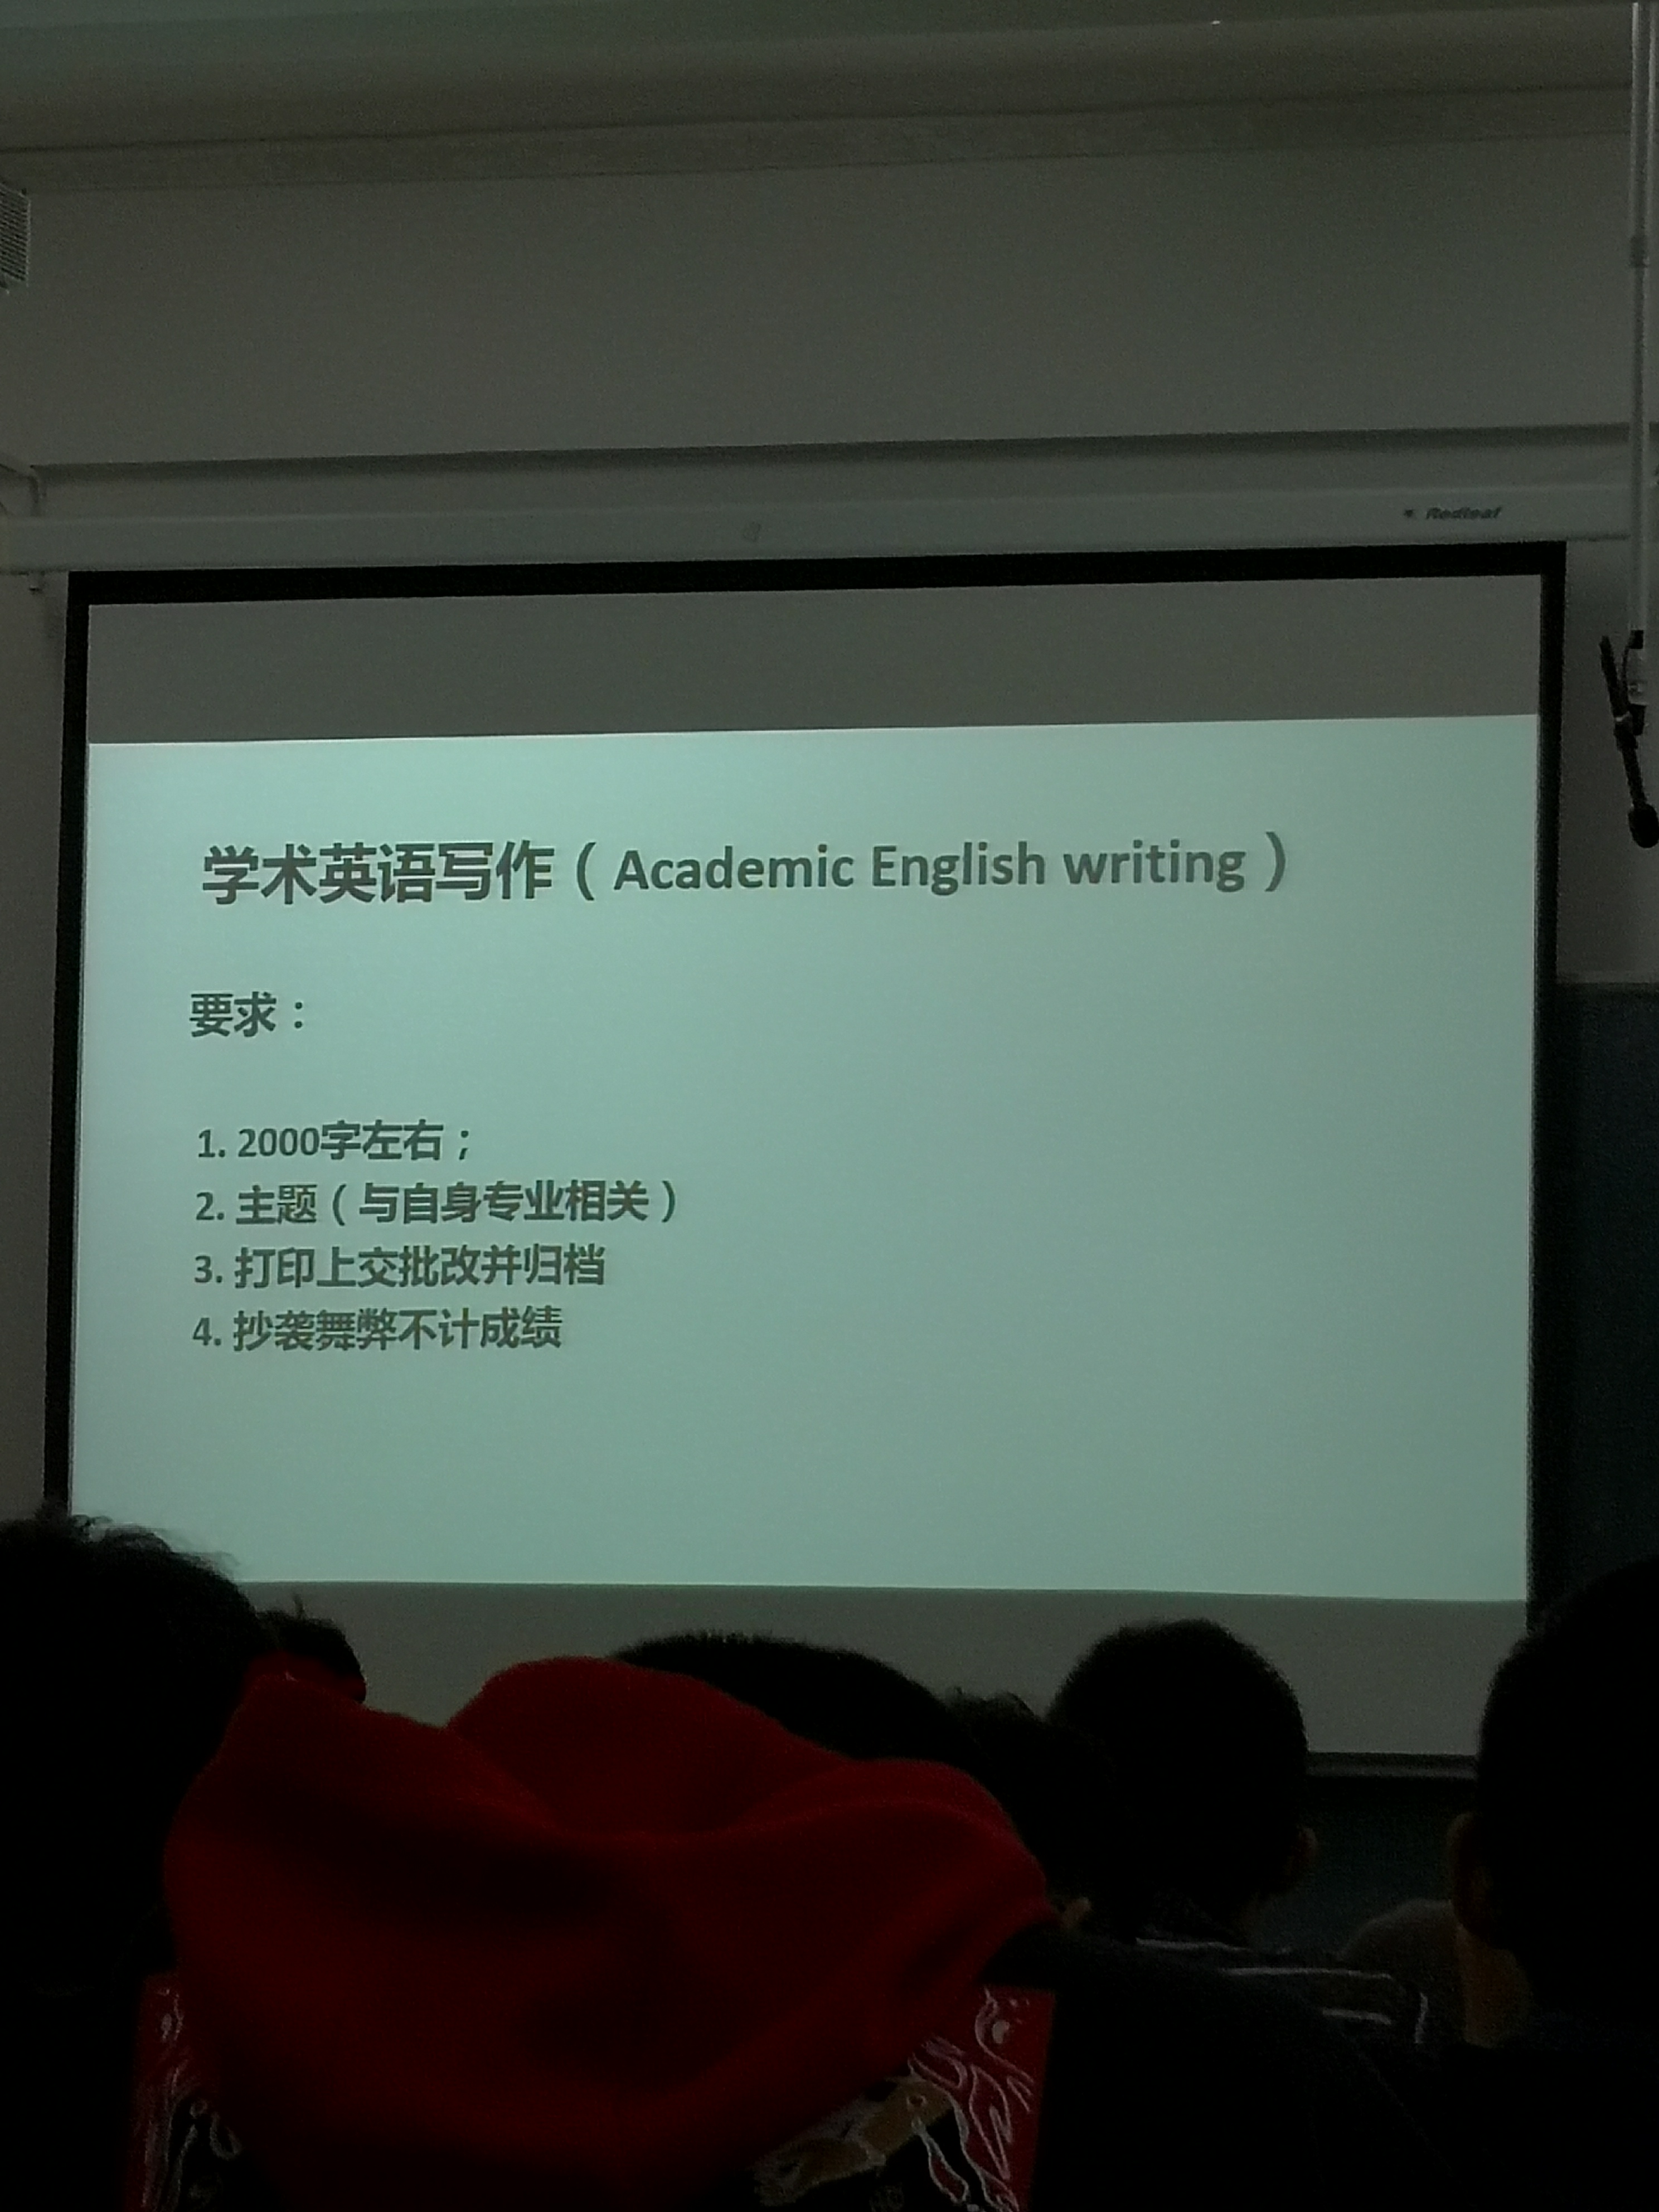 Redleaf
学术英语写作（Academic English writing）
要求：
1. 2000字左右；
2. 主题（与自身专业相关）
3. 打印上交批改并归档
4. 抄袭舞弊不计成绩